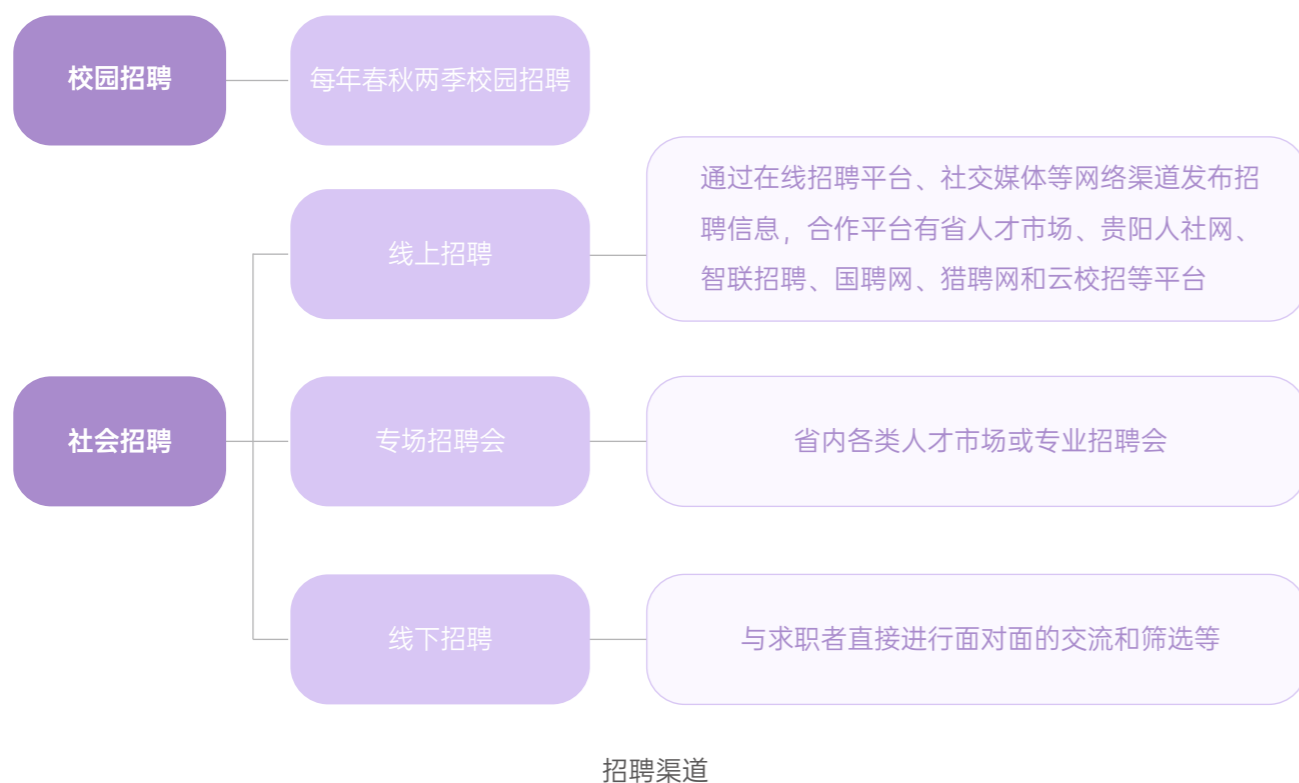 校园招聘
每年春秋两季校园招聘
通过在线招聘平台、社交媒体等网络渠道发布招
聘信息，合作平台有省人才市场、贵阳人社网、
智联招聘、国聘网、猎聘网和云校招等平台
线上招聘
社会招聘
专场招聘会
省内各类人才市场或专业招聘会
线下招聘
与求职者直接进行面对面的交流和筛选等
招聘渠道